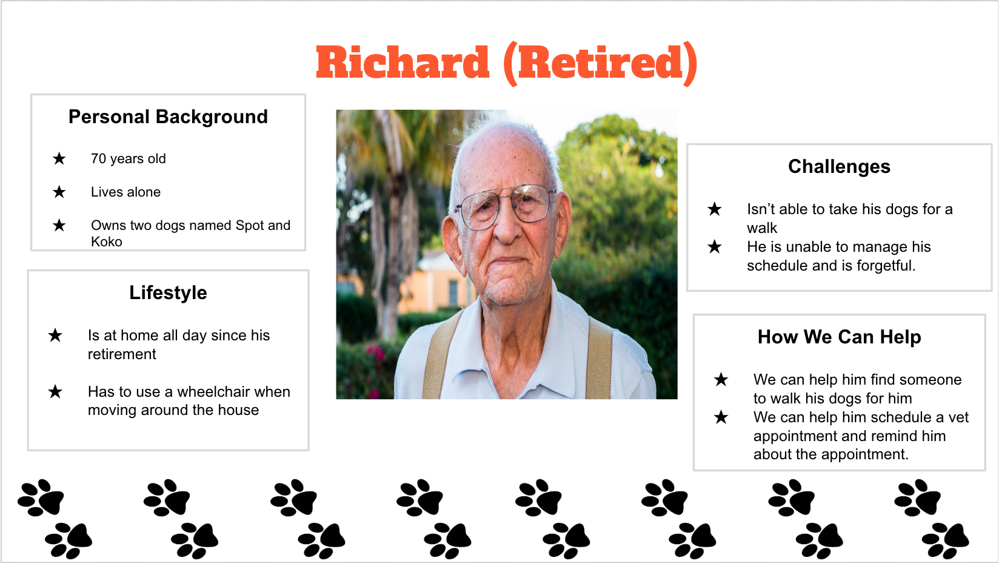 Richard (Retired)
Personal Background
★ 70 years old
★ Lives alone
★ Owns two dogs named Spot and
Koko
Lifestyle
★ Is at home all day since his
retirement
★ Has to use a wheelchair when
moving around the house
Challenges
★ Isn’t able to take his dogs for a
walk
★ He is unable to manage his
schedule and is forgetful.
How We Can Help
★ We can help him find someone
to walk his dogs for him
★ We can help him schedule a vet
appointment and remind him
about the appointment.